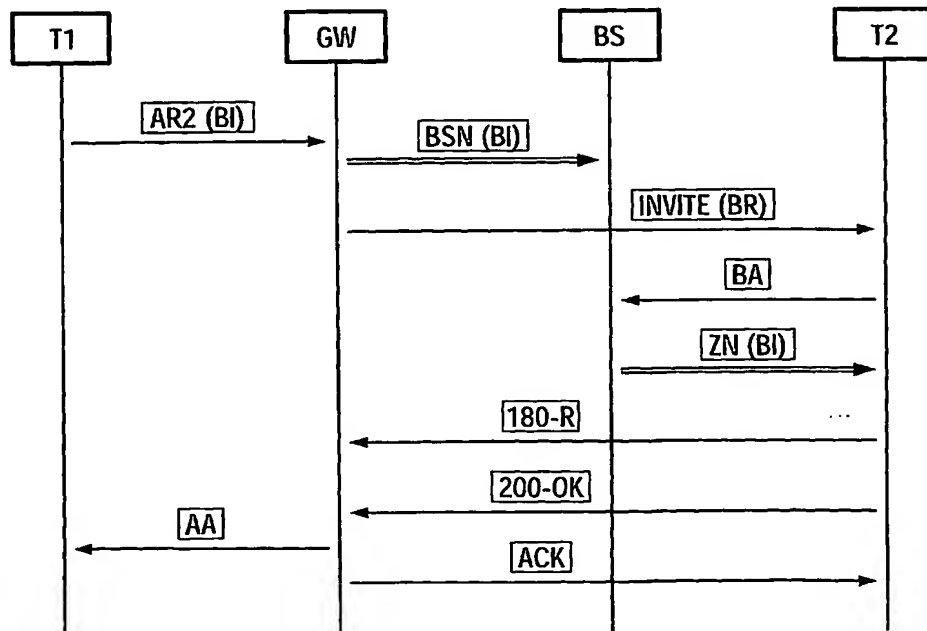 T1 GW BS T2
AR2 (BI)
BSN (BI)
INVITE (BR)
BA
ZN (BI)
...
180-R
200-OK
AA
ACK